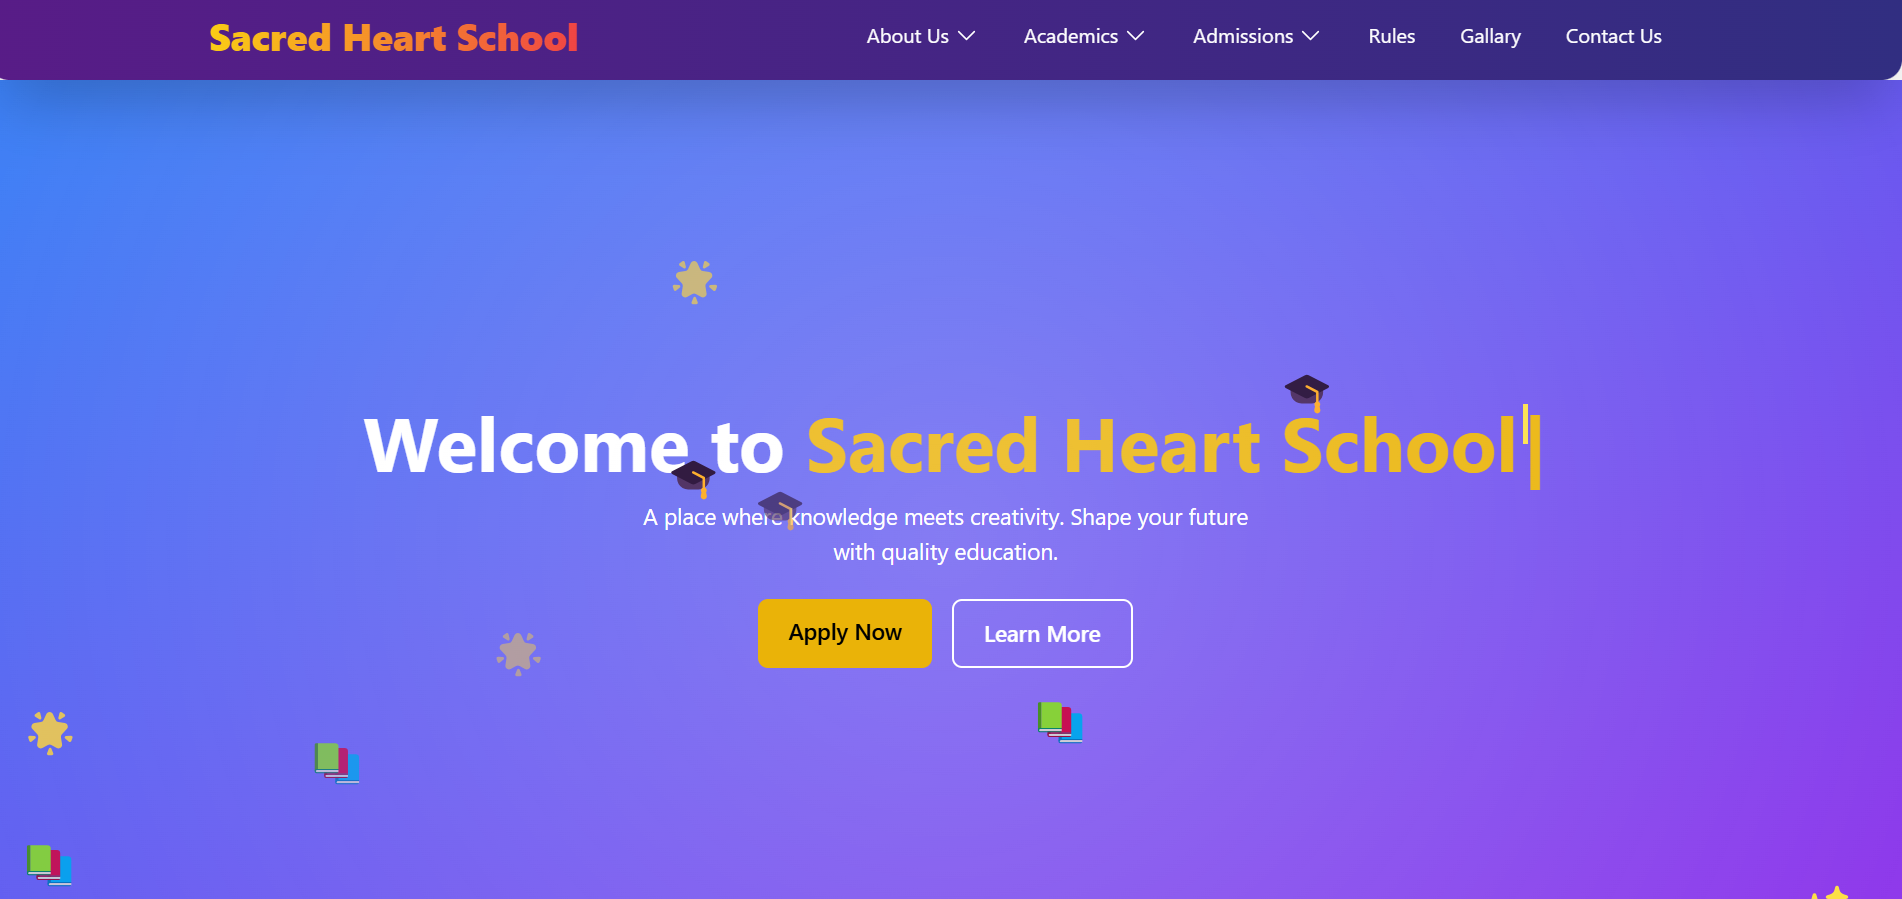 Sacred Heart School
About Us
Academics
Admissions
Rules
Gallary
Contact Us
Welcome to Sacred Heart School
A place where knowledge meets creativity. Shape your future
with quality education.
Apply Now
Learn More